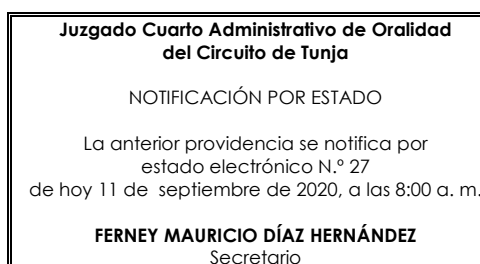 Juzgado Cuarto Administrativo de Oralidad
del Circuito de Tunja
NOTIFICACIÓN POR ESTADO
La anterior providencia se notifica por
estado electrónico N.º 27
de hoy 11 de septiembre de 2020, a las 8:00 a. m.
FERNEY MAURICIO DÍAZ HERNÁNDEZ
Secretario